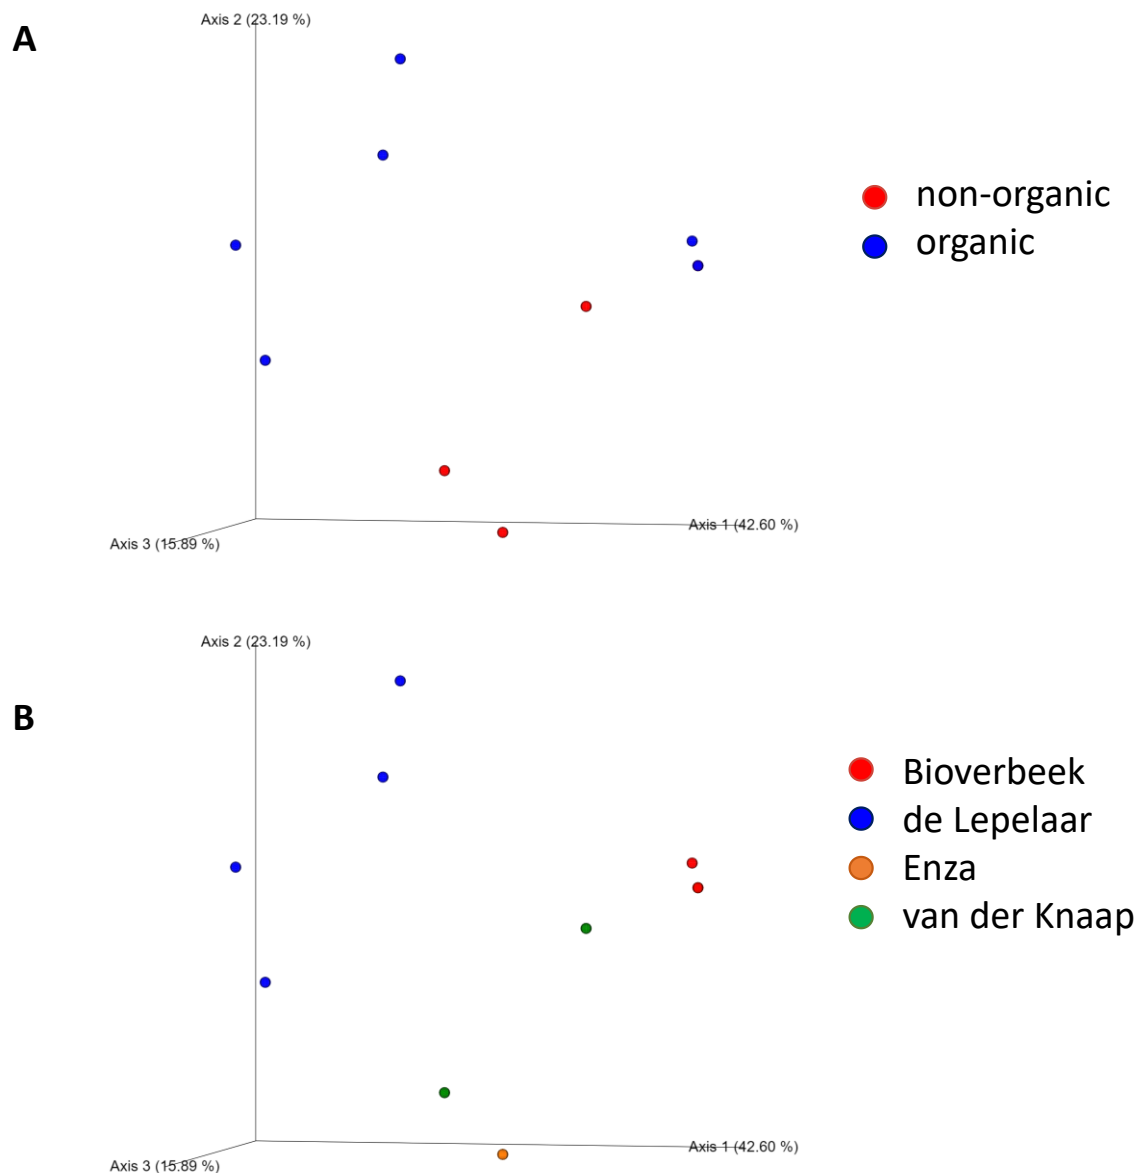 A
Axis 2 (23.19 %)
non-organic
organic
Axis 1 (42.60 %)
Axis 3 (15.89 %)
B
Axis 2 (23.19 %)
Bioverbeek
de Lepelaar
Enza
van der Knaap
Axis 1 (42.60 %)
Axis 3 (15.89 %)